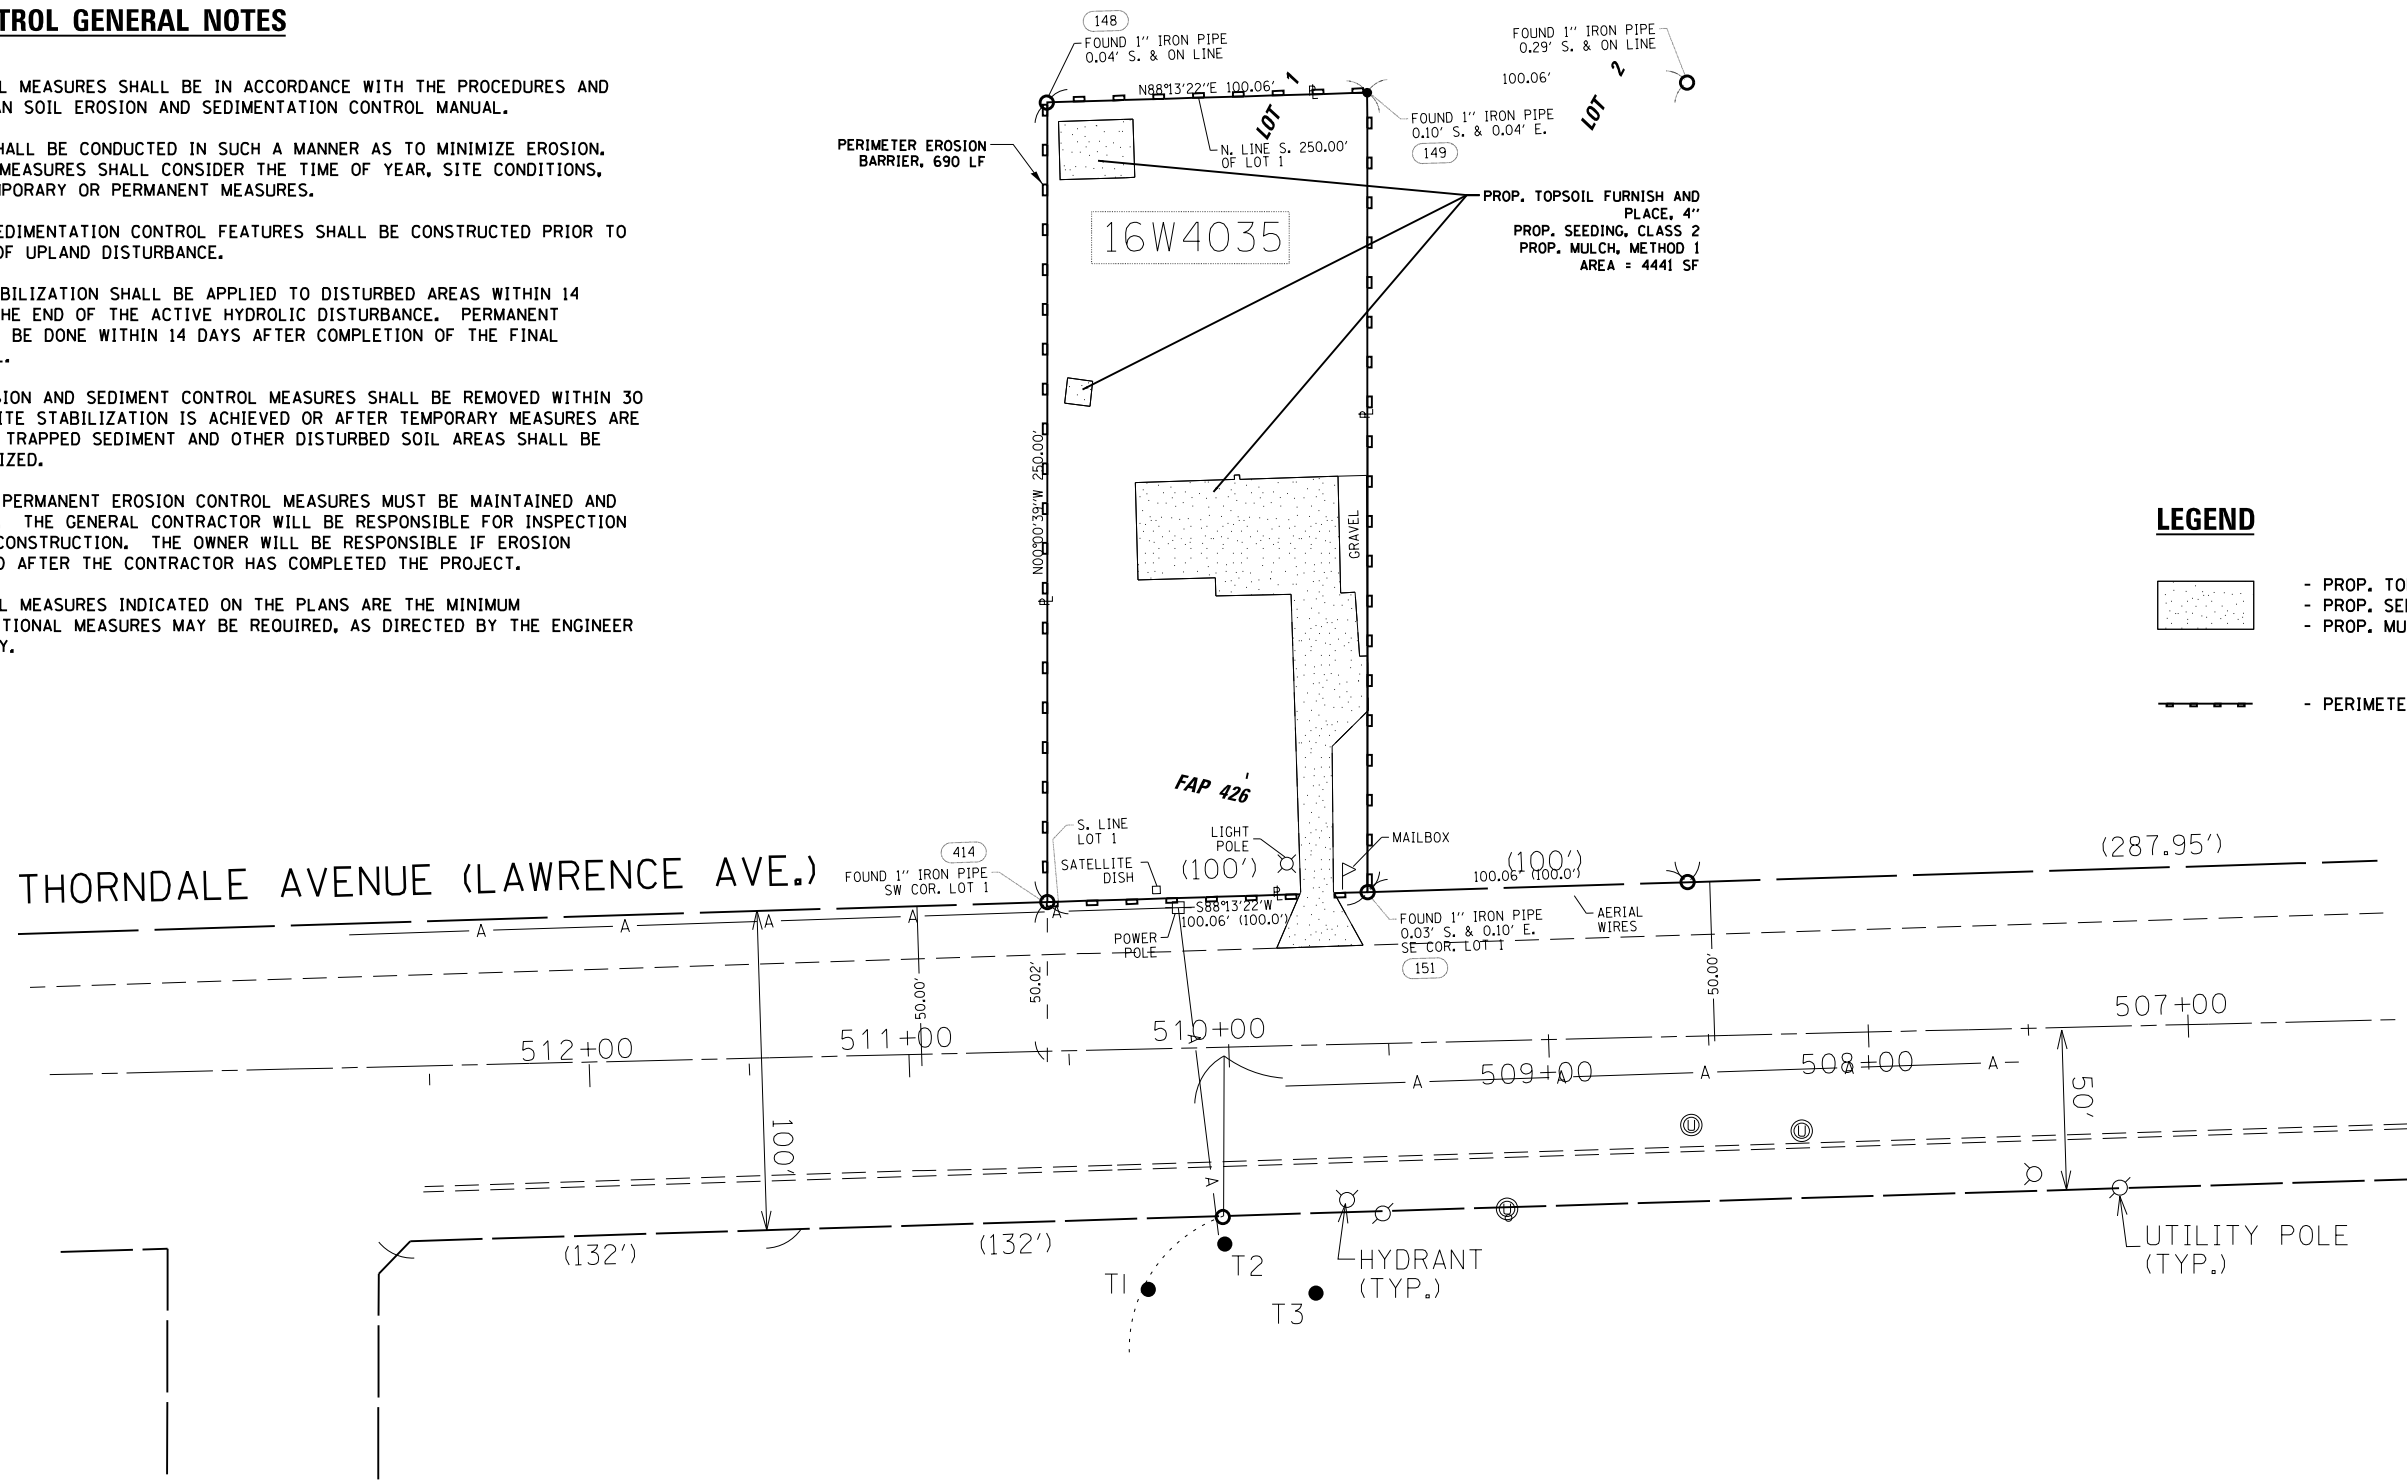 TROL GENERAL NOTES
L MEASURES SHALL BE IN ACCORDANCE WITH THE PROCEDURES AND
AN SOIL EROSION AND SEDIMENTATION CONTROL MANUAL.
HALL BE CONDUCTED IN SUCH A MANNER AS TO MINIMIZE EROSION.
MEASURES SHALL CONSIDER THE TIME OF YEAR, SITE CONDITIONS,
MPORARY OR PERMANENT MEASURES.
EDIMENTATION CONTROL FEATURES SHALL BE CONSTRUCTED PRIOR TO
OF UPLAND DISTURBANCE.
BILIZATION SHALL BE APPLIED TO DISTURBED AREAS WITHIN 14
HE END OF THE ACTIVE HYDROLIC DISTURBANCE. PERMANENT
BE DONE WITHIN 14 DAYS AFTER COMPLETION OF THE FINAL
L.
SION AND SEDIMENT CONTROL MEASURES SHALL BE REMOVED WITHIN 30
ITE STABILIZATION IS ACHIEVED OR AFTER TEMPORARY MEASURES ARE
TRAPPED SEDIMENT AND OTHER DISTURBED SOIL AREAS SHALL BE
IZED.
PERMANENT EROSION CONTROL MEASURES MUST BE MAINTAINED AND
THE GENERAL CONTRACTOR WILL BE RESPONSIBLE FOR INSPECTION
CONSTRUCTION. THE OWNER WILL BE RESPONSIBLE IF EROSION
D AFTER THE CONTRACTOR HAS COMPLETED THE PROJECT.
L MEASURES INDICATED ON THE PLANS ARE THE MINIMUM
TIONAL MEASURES MAY BE REQUIRED, AS DIRECTED BY THE ENGINEER
Y.
148
FOUND 1" IRON PIPE
0.04' S. & ON LINE
N88°13'22"E 100.06'
LOT 1
N. LINE S. 250.00'
OF LOT 1
FOUND 1" IRON PIPE
0.29' S. & ON LINE
100.06'
LOT 2
FOUND 1" IRON PIPE
0.10' S. & 0.04' E.
149
PERIMETER EROSION
BARRIER, 690 LF
16W4035
PROP. TOPSOIL FURNISH AND
PLACE, 4"
PROP. SEEDING, CLASS 2
PROP. MULCH, METHOD 1
AREA = 4441 SF
N00°00'39"W 250.00'
PL
PL
PL
PL
GRAVEL
LEGEND
- PROP. TO
- PROP. SEE
- PROP. MU
- PERIMETE
FAP 426
S. LINE
LOT 1
LIGHT
POLE
MAILBOX
SATELLITE
DISH
(100')
414
FOUND 1" IRON PIPE
SW COR. LOT 1
THORNDALE AVENUE (LAWRENCE AVE.)
S88°13'22"W
100.06' (100.0')
POWER
POLE
FOUND 1" IRON PIPE
0.03' S. & 0.10' E.
SE COR. LOT 1
151
(100')
100.06' (100.0')
AERIAL
WIRES
(287.95')
A A A A A
50.00'
50.02'
50.00'
512+00
511+00
510+00
509+00
508+00
507+00
A A A A A
A
A
100'
50'
U
U
U
(132')
(132')
T1
T2
T3
HYDRANT
(TYP.)
UTILITY POLE
(TYP.)